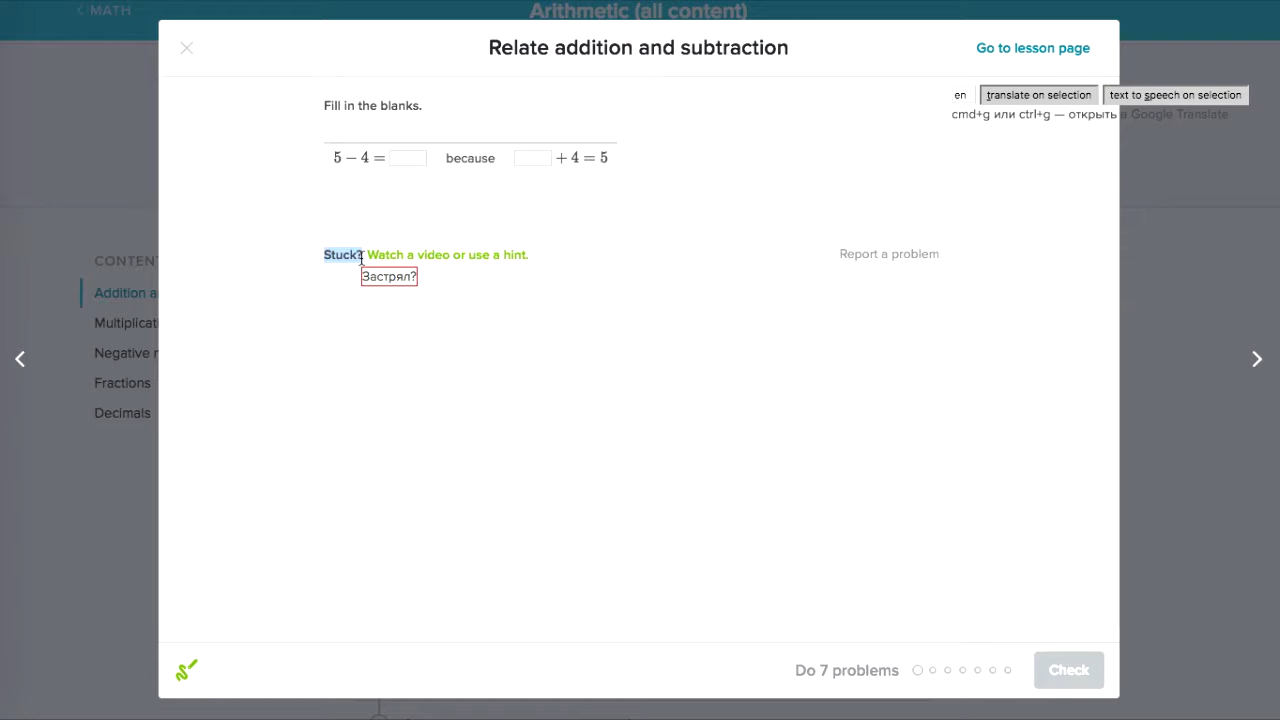 < MATH
Arithmetic (all content)
Relate addition and subtraction
Go to lesson page
en translate on selection text to speech on selection
cmd+g или ctrl+g — открыть в Google Translate
Fill in the blanks.
5 − 4 = because + 4 = 5
Stuck? Watch a video or use a hint.
Report a problem
Застрял?
CONTEN
Addition a
Multiplicat
Negative r
Fractions
Decimals
Do 7 problems
Check